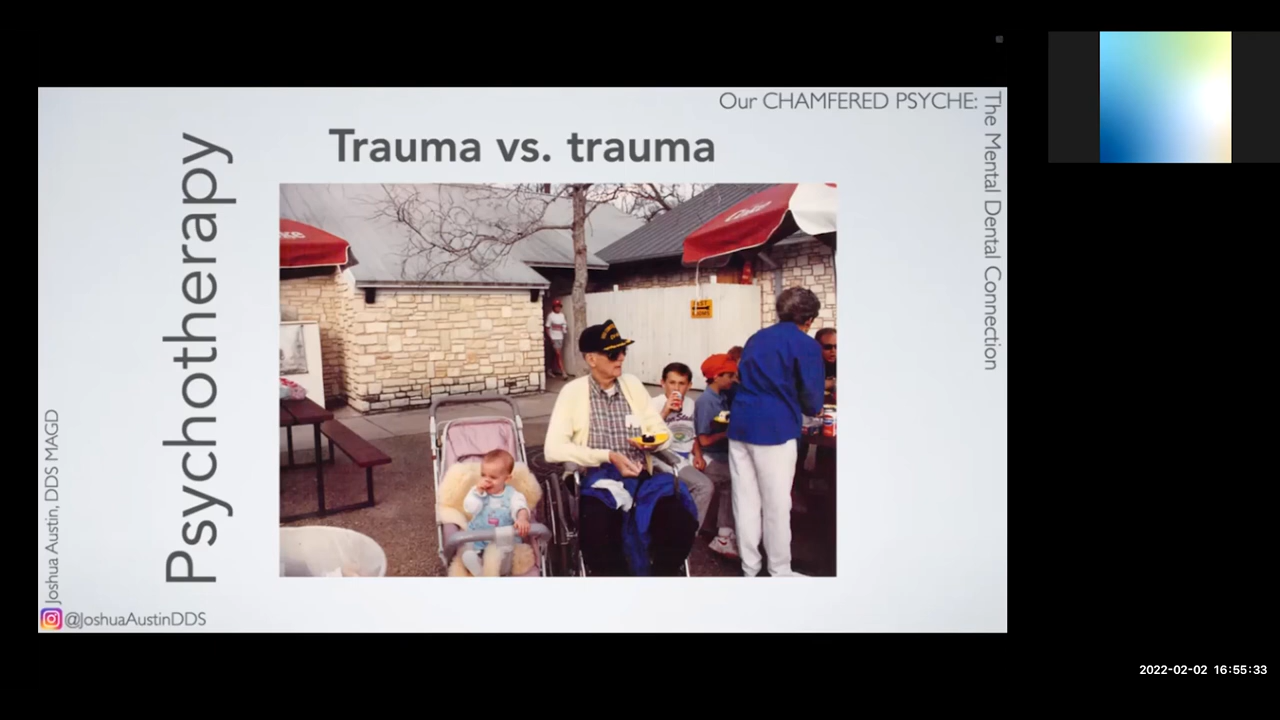 Our CHAMFERED PSYCHE:
The Mental Dental Connection
Trauma vs. trauma
Psychotherapy
Coke
Joshua Austin, DDS MAGD
@JoshuaAustinDDS
2022-02-02 16:55:33